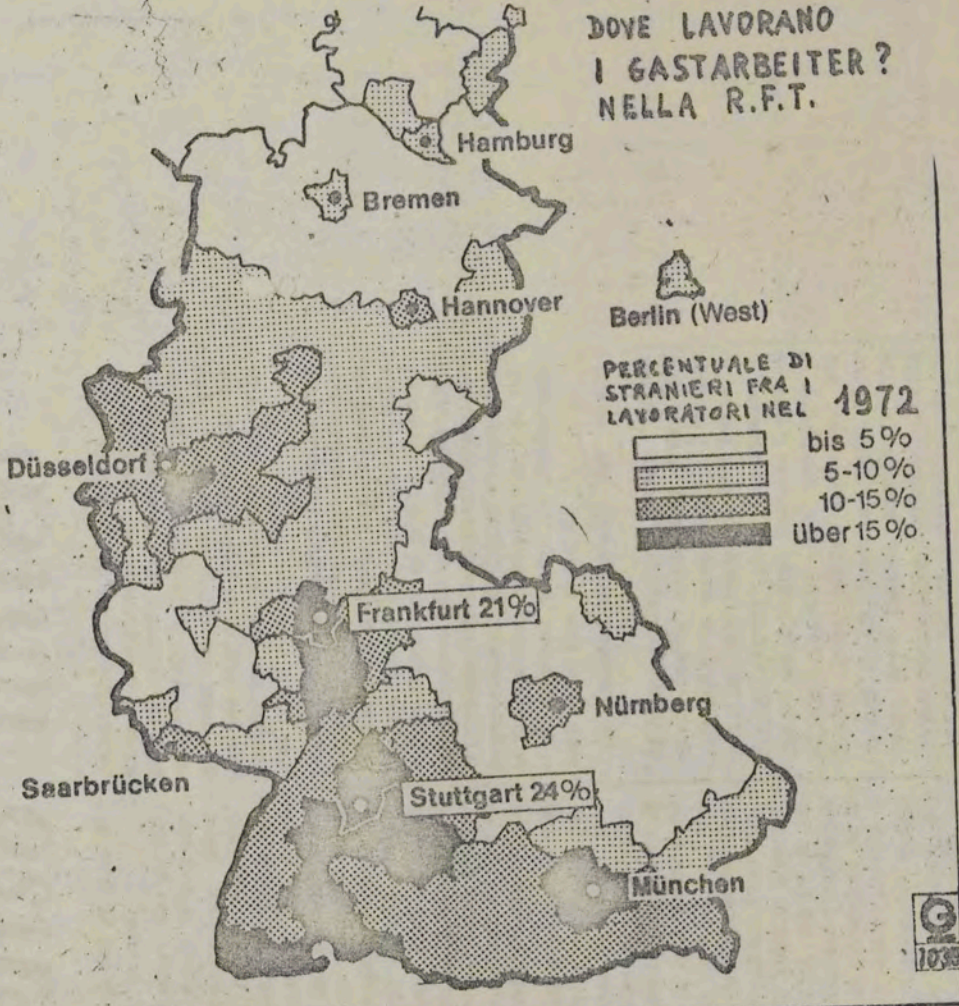 DOVE LAVORANO
I GASTARBEITER?
NELLA R.F.T.
Hamburg
Bremen
Hannover
Berlin (West)
PERCENTUALE DI
STRANIERI FRA I
LAVORATORI NEL 1972
bis 5%
5-10%
10-15%
über 15%
Düsseldorf
Frankfurt 21%
Nürnberg
Saarbrücken
Stuttgart 24%
München